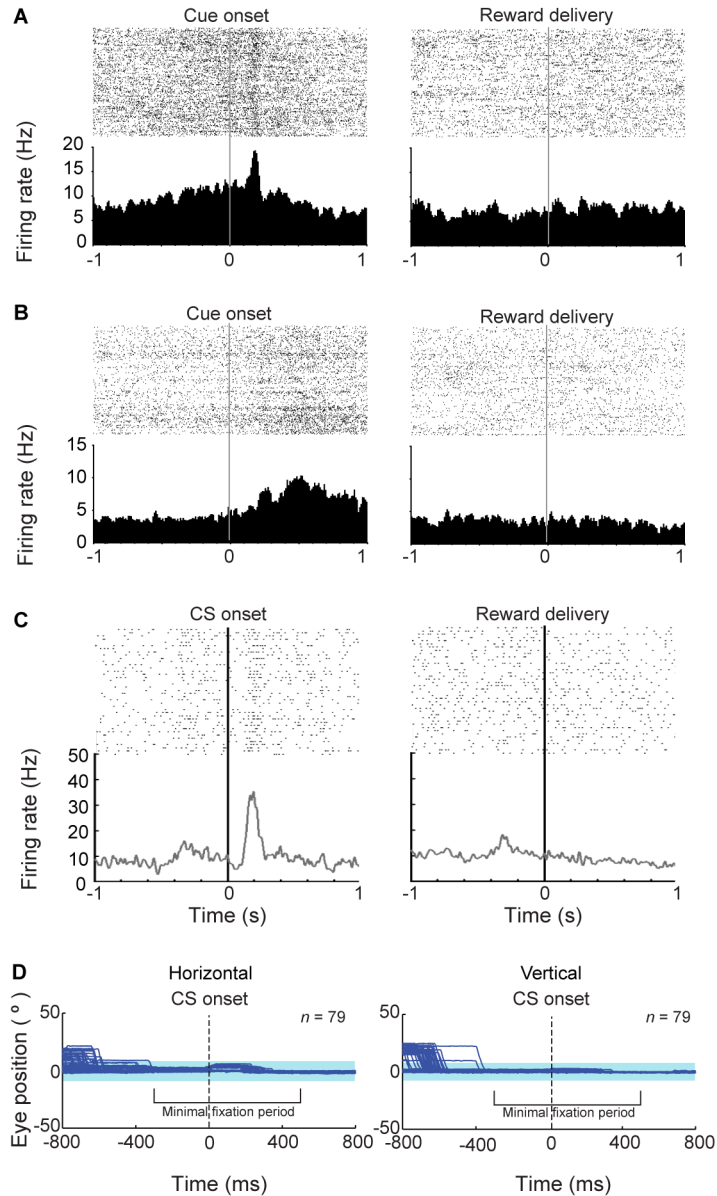 A
Cue onset
Reward delivery
Firing rate (Hz)
20
15
10
5
0
-1 0 1
-1 0 1
B
Cue onset
Reward delivery
Firing rate (Hz)
15
10
5
0
-1 0 1
-1 0 1
C
CS onset
Reward delivery
Firing rate (Hz)
50
40
30
20
10
0
-1 0 1
-1 0 1
Time (s)
Time (s)
D
Horizontal
Vertical
CS onset
CS onset
n = 79
n = 79
Eye position ( º )
50
0
-50
50
0
-50
Minimal fixation period
Minimal fixation period
-800 -400 0 400 800
-800 -400 0 400 800
Time (ms)
Time (ms)